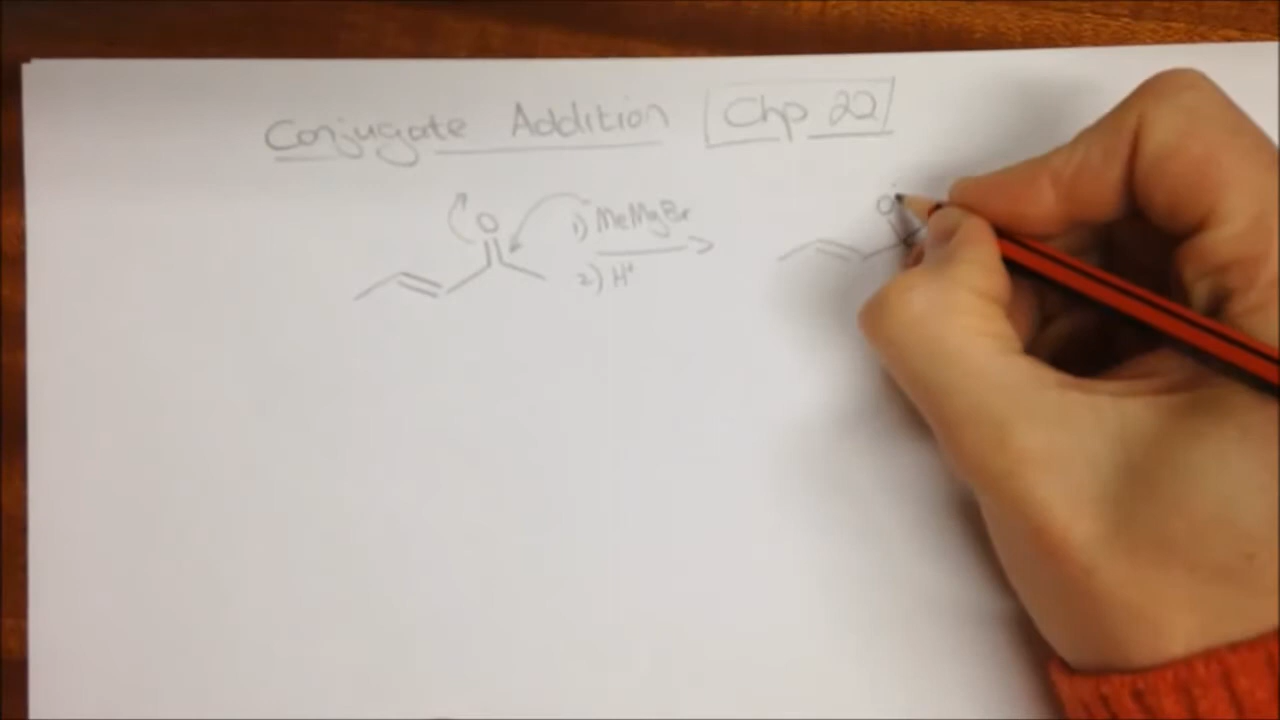 Conjugate Addition Chp 22
O 1) MeMgBr
2) H⁺
O